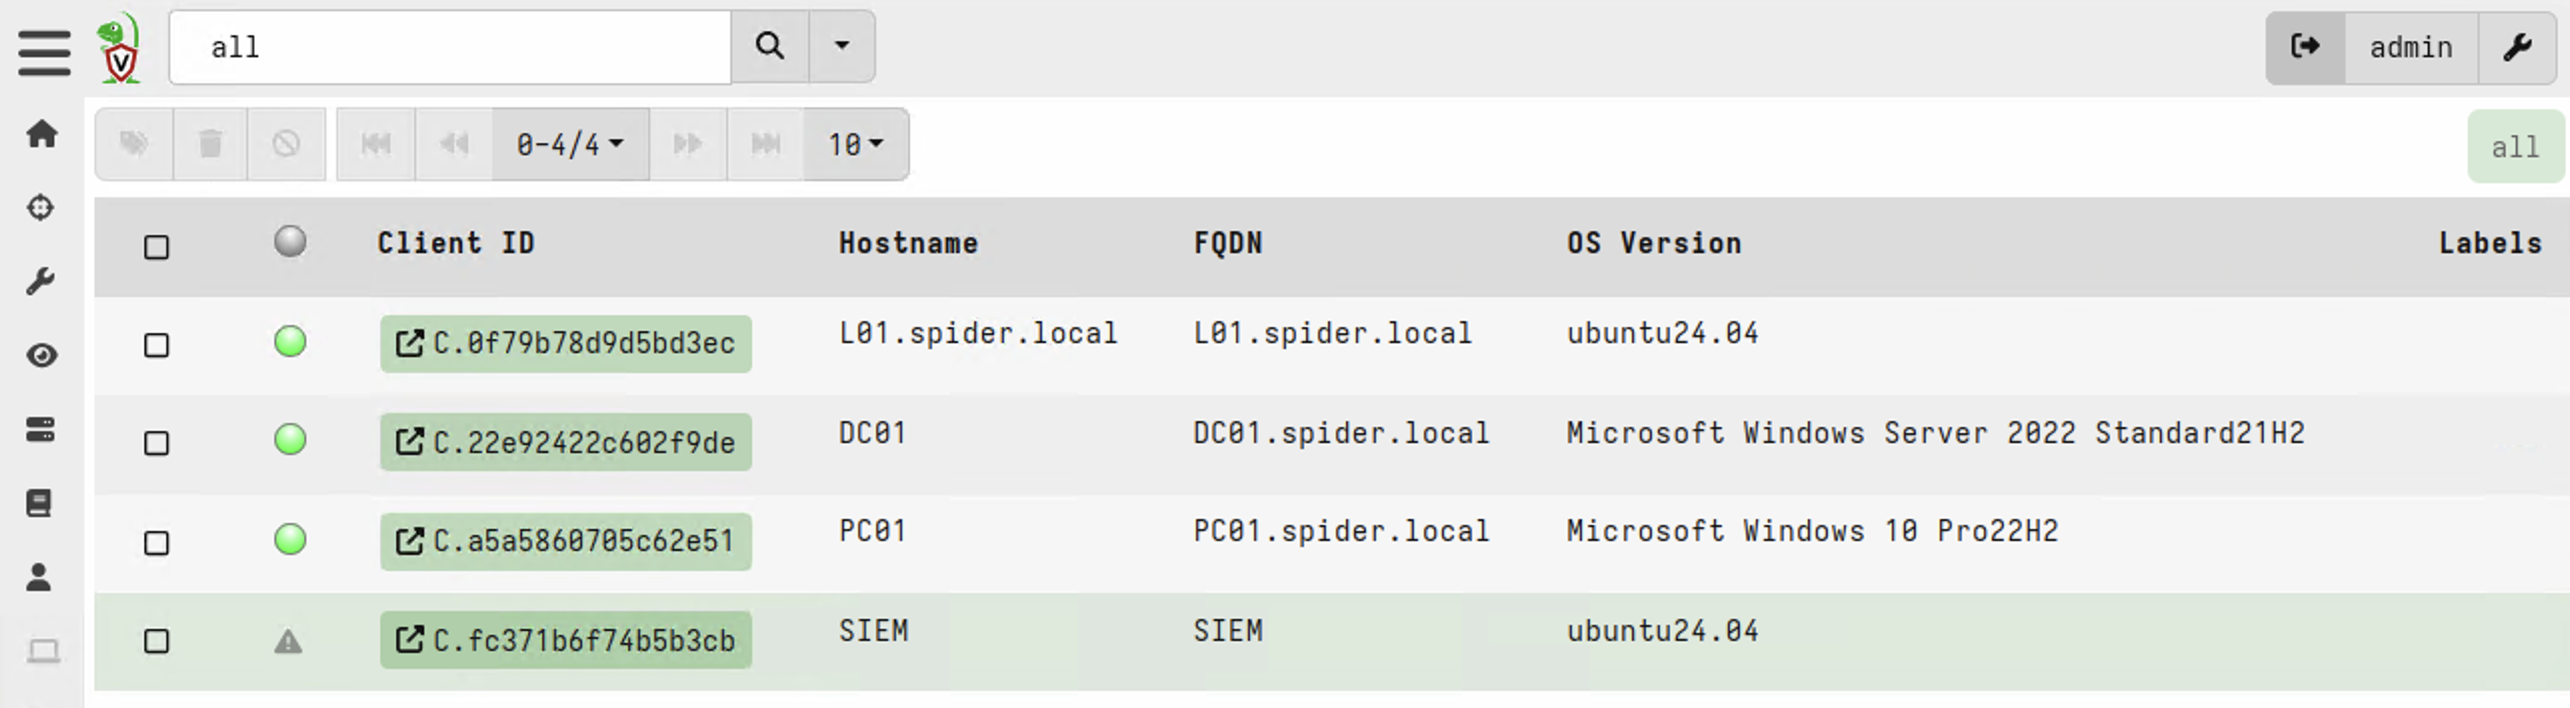 V all admin
0-4/4 10 all
Client ID Hostname FQDN OS Version Labels
C.0f79b78d9d5bd3ec L01.spider.local L01.spider.local ubuntu24.04
C.22e92422c602f9de DC01 DC01.spider.local Microsoft Windows Server 2022 Standard21H2
C.a5a5860705c62e51 PC01 PC01.spider.local Microsoft Windows 10 Pro22H2
C.fc371b6f74b5b3cb SIEM SIEM ubuntu24.04